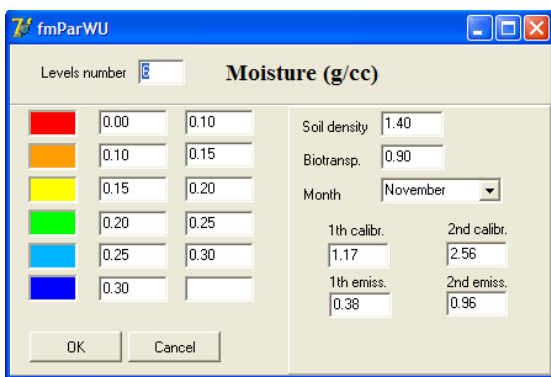 fmParWU
Levels number 6 Moisture (g/cc)
0.00 0.10
0.10 0.15
0.15 0.20
0.20 0.25
0.25 0.30
0.30
OK Cancel
Soil density 1.40
Biotransp. 0.90
Month November
1th calibr. 2nd calibr.
1.17 2.56
1th emiss. 2nd emiss.
0.38 0.96